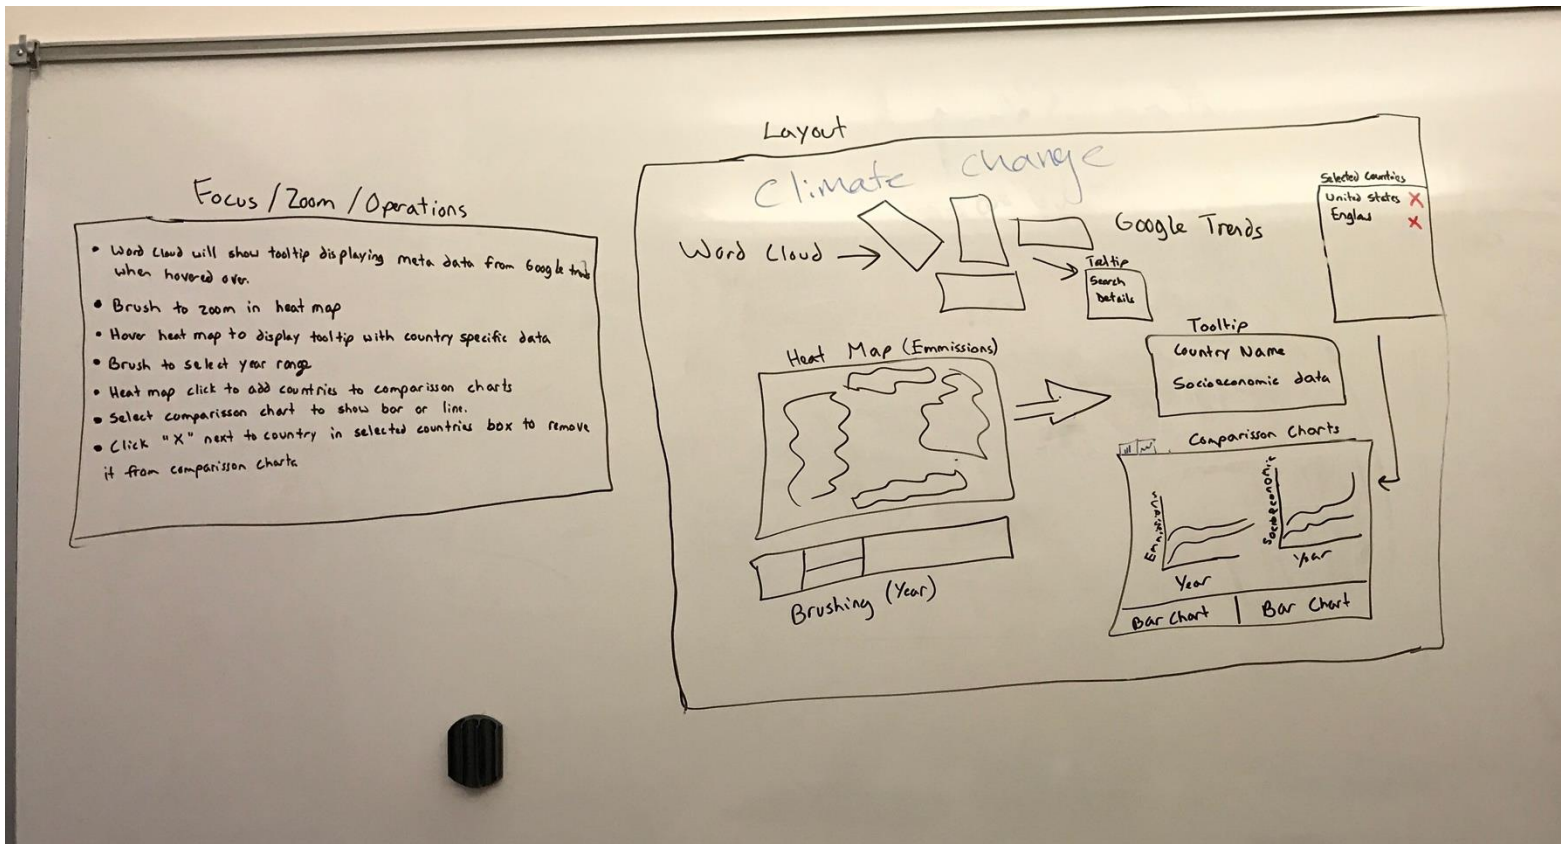 Focus / Zoom / Operations
• Word Cloud will show tooltip displaying meta data from Google trends
when hovered over.
• Brush to zoom in heat map
• Hover heat map to display tooltip with country specific data
• Brush to select year range
• Heat map click to add countries to comparisson charts
• Select comparisson chart to show bar or line.
• Click "X" next to country in selected countries box to remove
it from comparisson charts
Layout
Climate change
Word Cloud
Google Trends
Tooltip
Search
Details
Selected Countries
United States X
England X
Heat Map (Emmissions)
Brushing (Year)
Tooltip
Country Name
Socioeconomic data
Comparisson Charts
Emmissions
Year
Socioeconomic
Year
Bar Chart
Bar Chart